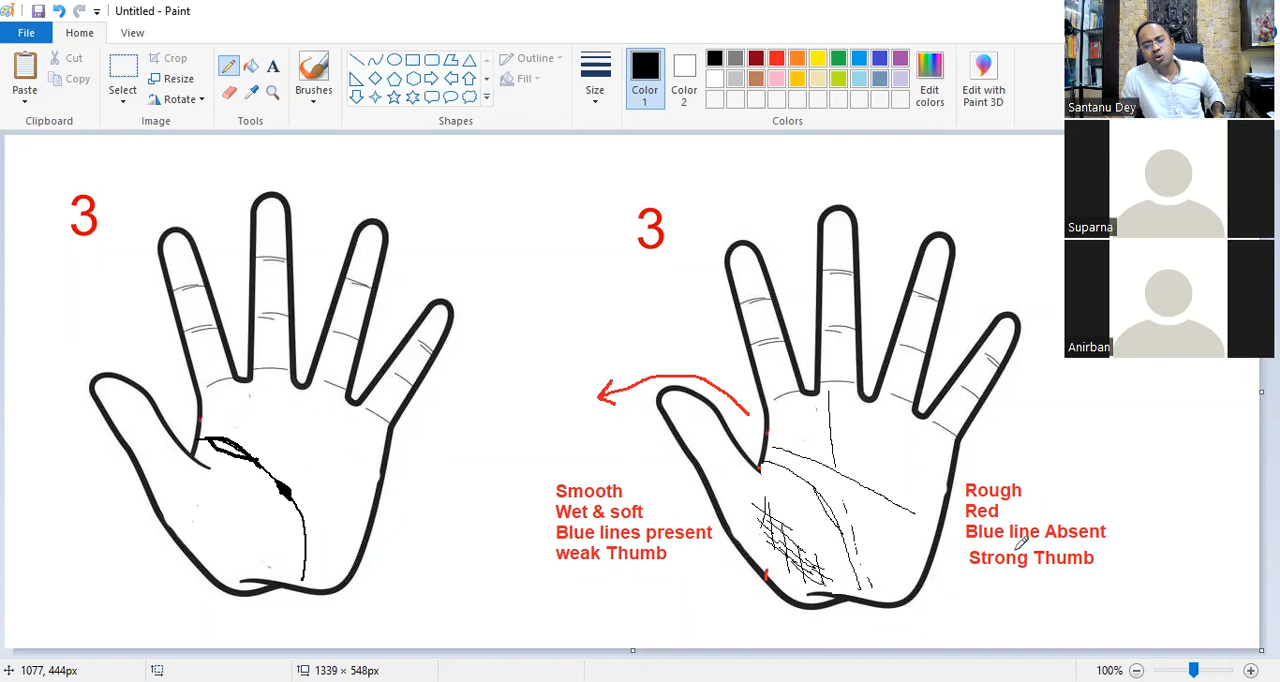 Untitled - Paint
File
Home
View
Paste
Cut
Copy
Clipboard
Select
Crop
Resize
Rotate
Image
A
Tools
Brushes
Outline
Fill
Shapes
Size
Color 1
Color 2
Edit colors
Edit with Paint 3D
Colors
Santanu Dey
Suparna
Anirban
3
3
Smooth
Wet & soft
Blue lines present
weak Thumb
Rough
Red
Blue line Absent
Strong Thumb
1077, 444px
1339 × 548px
100%